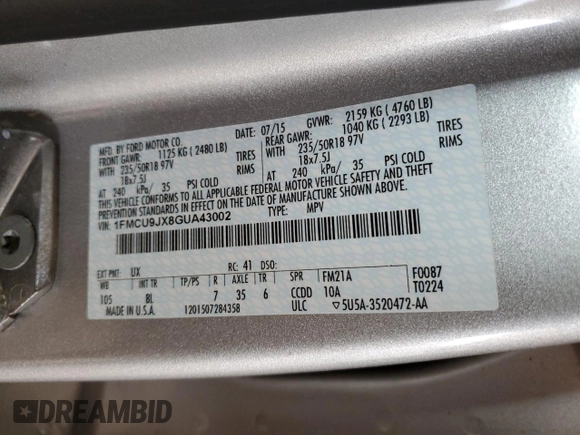 MFD. BY FORD MOTOR CO. DATE: 07/15 GVWR: 2159 KG ( 4760 LB)
FRONT GAWR: 1125 KG ( 2480 LB) REAR GAWR: 1040 KG ( 2293 LB)
WITH 235/50R18 97V TIRES WITH 235/50R18 97V TIRES
18x7.5J RIMS 18x7.5J RIMS
AT 240 kPa/ 35 PSI COLD AT 240 kPa/ 35 PSI COLD
THIS VEHICLE CONFORMS TO ALL APPLICABLE FEDERAL MOTOR VEHICLE SAFETY AND THEFT
PREVENTION STANDARDS IN EFFECT ON THE DATE OF MANUFACTURE SHOWN ABOVE.
VIN: 1FMCU9JX8GUA43002 TYPE: MPV
EXT PNT: UX RC: 41 DSO:
WB INT TR TP/PS R AXLE TR SPR FM21A F0087
105 8L 7 35 6 CCDD 10A T0224
1201507284358 ULC 5U5A-3520472-AA
DREAMBID